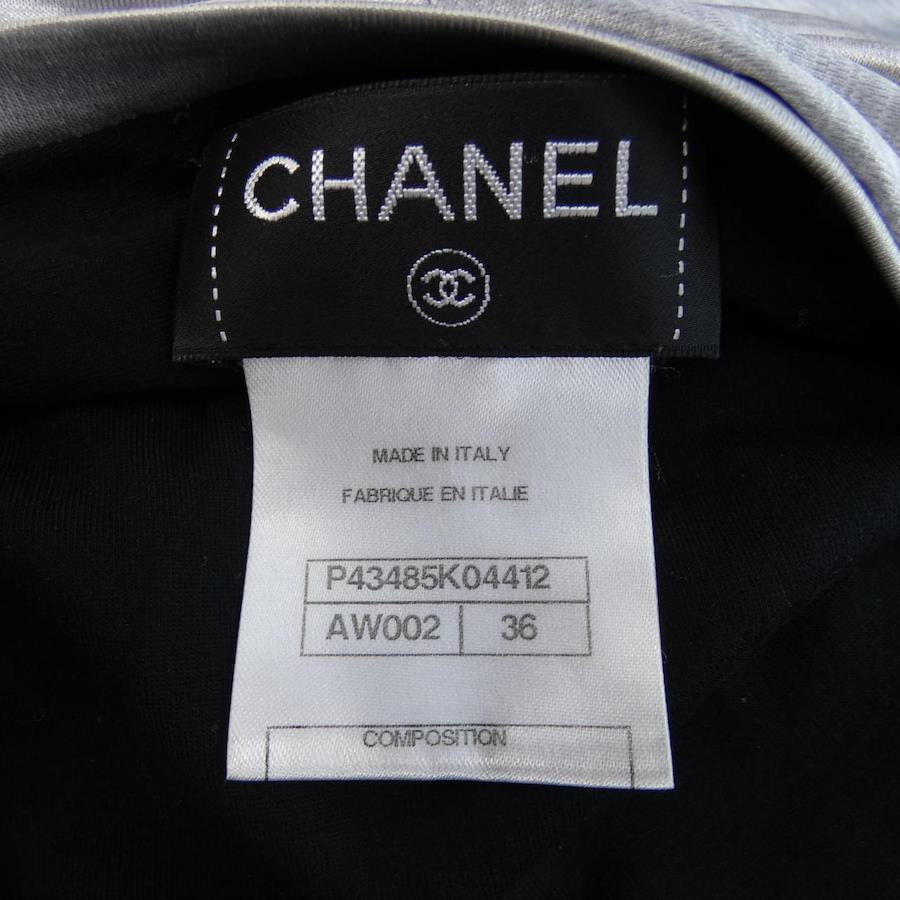 CHANEL
MADE IN ITALY
FABRIQUE EN ITALIE
P43485K04412
AW002 36
COMPOSITION